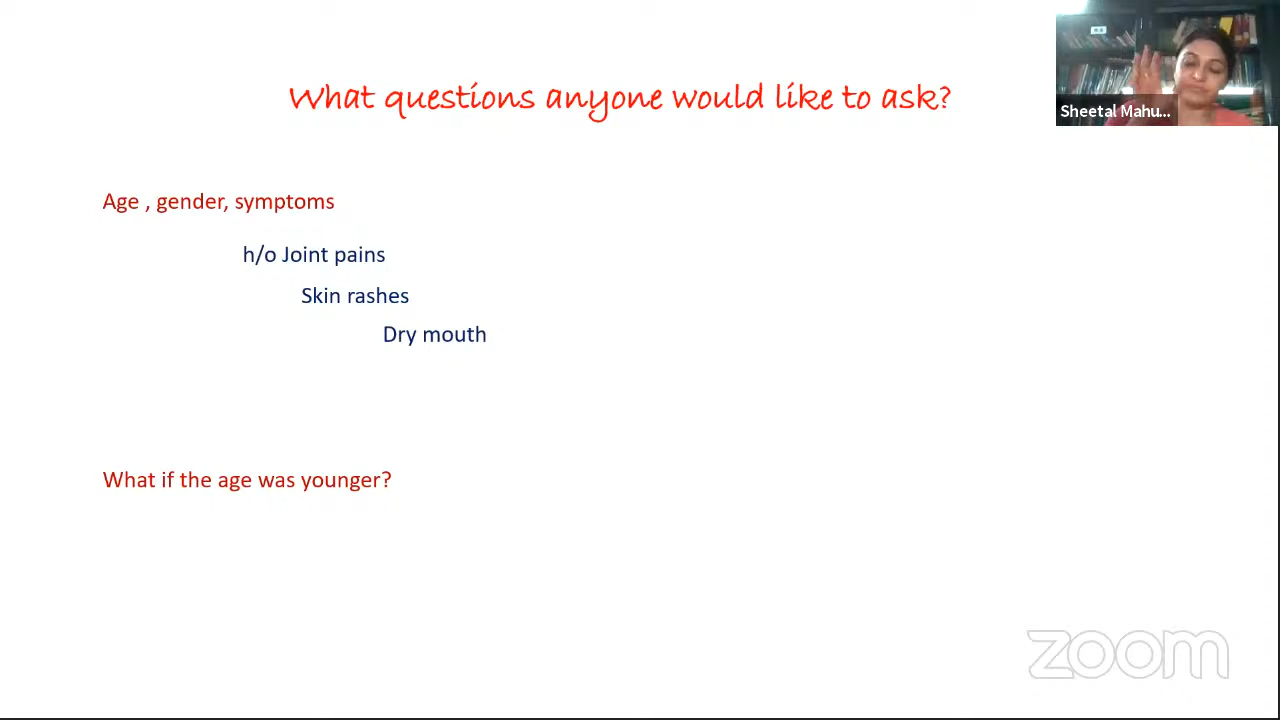 What questions anyone would like to ask?
Sheetal Mahu...
Age , gender, symptoms
h/o Joint pains
Skin rashes
Dry mouth
What if the age was younger?
zoom